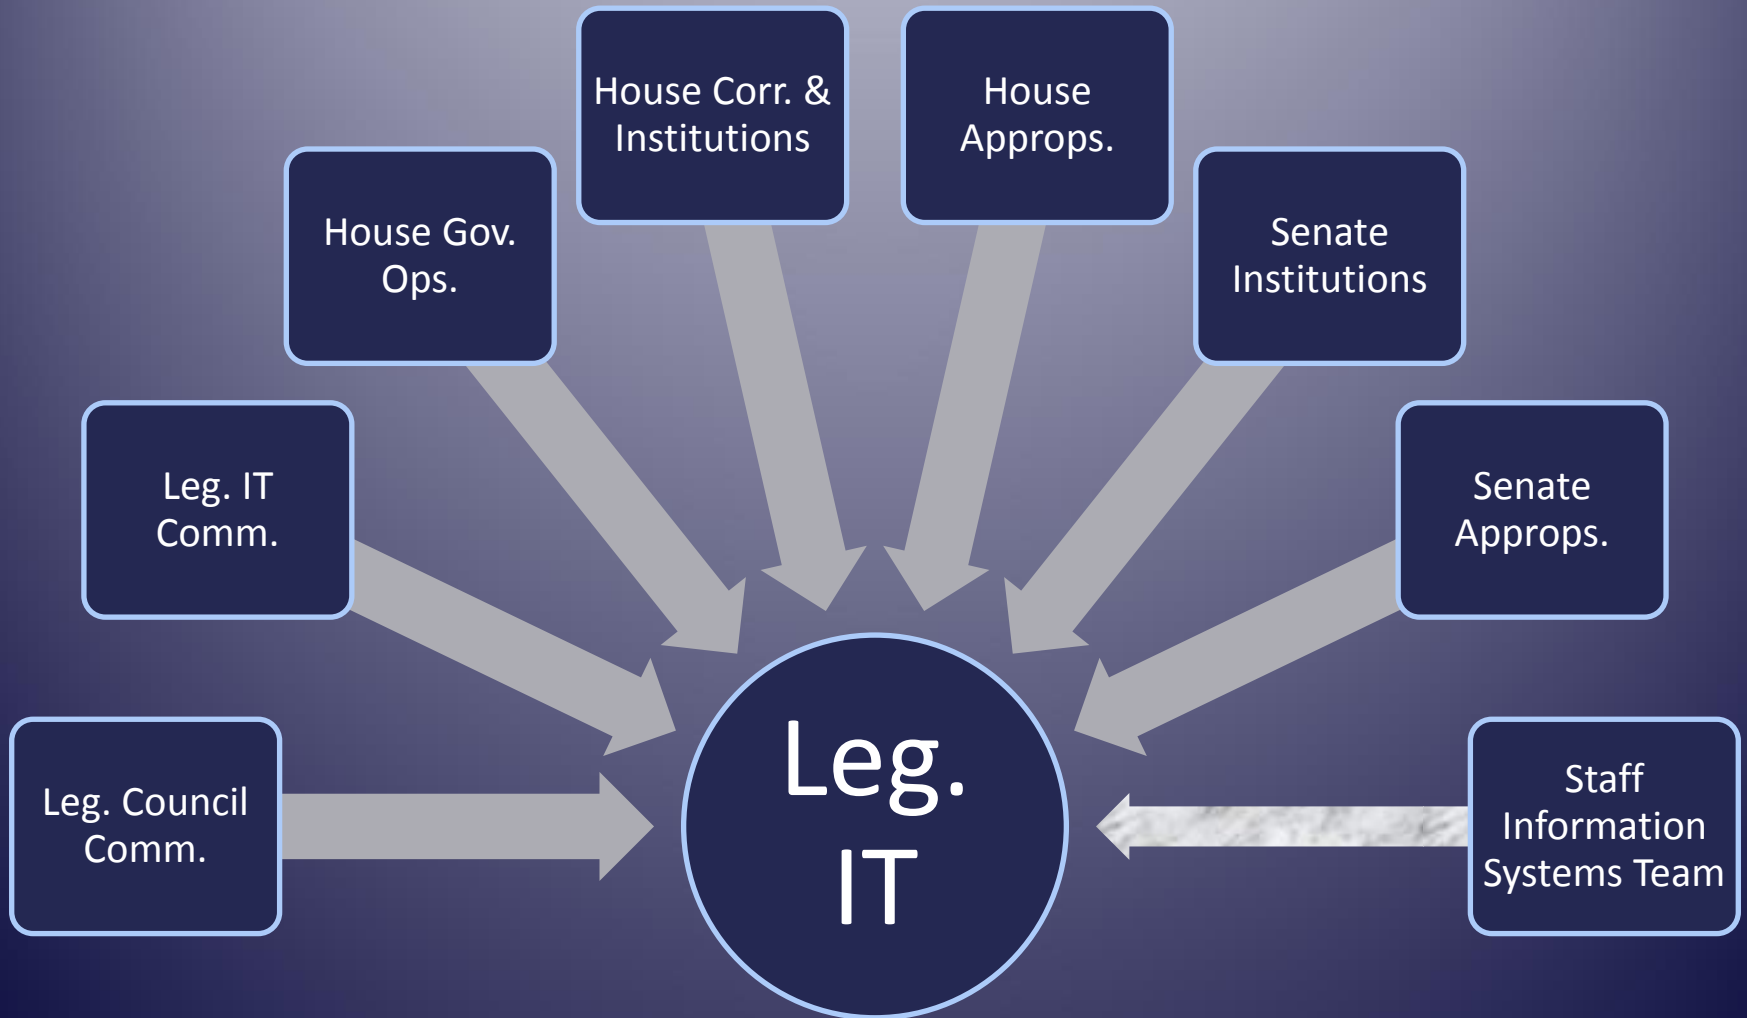 House Corr. &
Institutions
House
Approps.
House Gov.
Ops.
Senate
Institutions
Leg. IT
Comm.
Senate
Approps.
Leg. Council
Comm.
Leg.
IT
Staff
Information
Systems Team